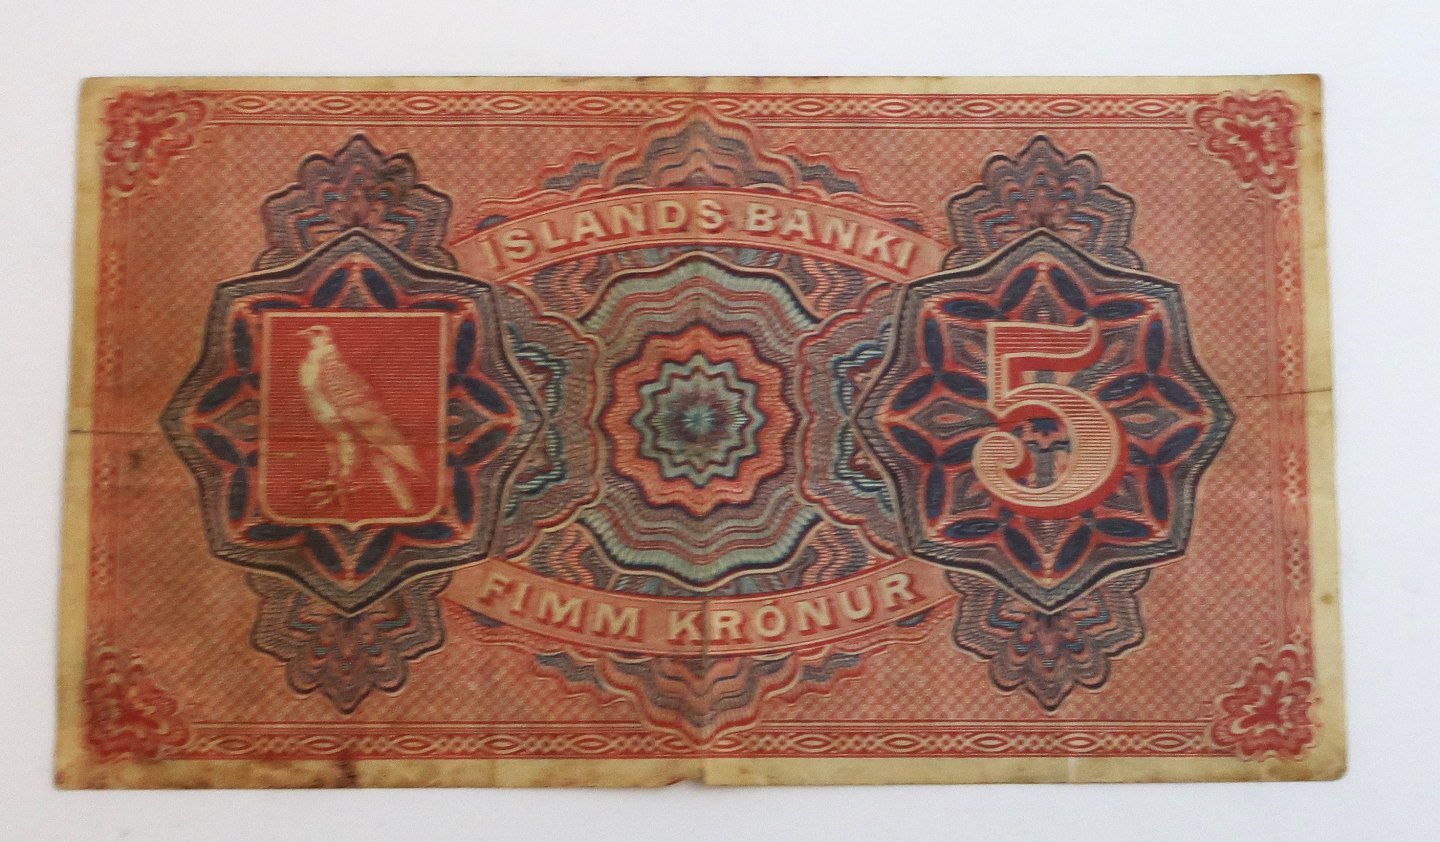 ÍSLANDS BANKI
5
FIMM KRÓNUR